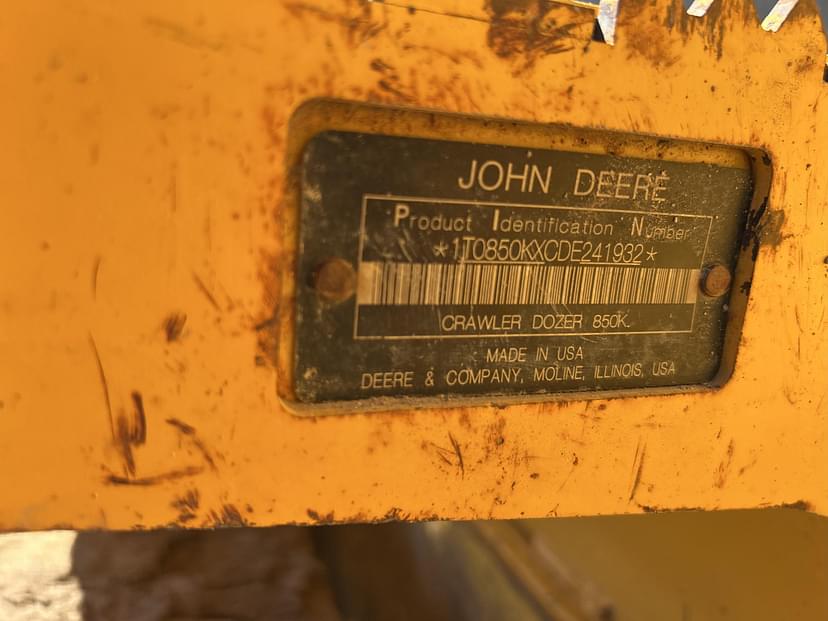 JOHN DEERE
Product Identification Number
*1T0850KXCDE241932*
CRAWLER DOZER 850K
MADE IN USA
DEERE & COMPANY, MOLINE, ILLINOIS, USA